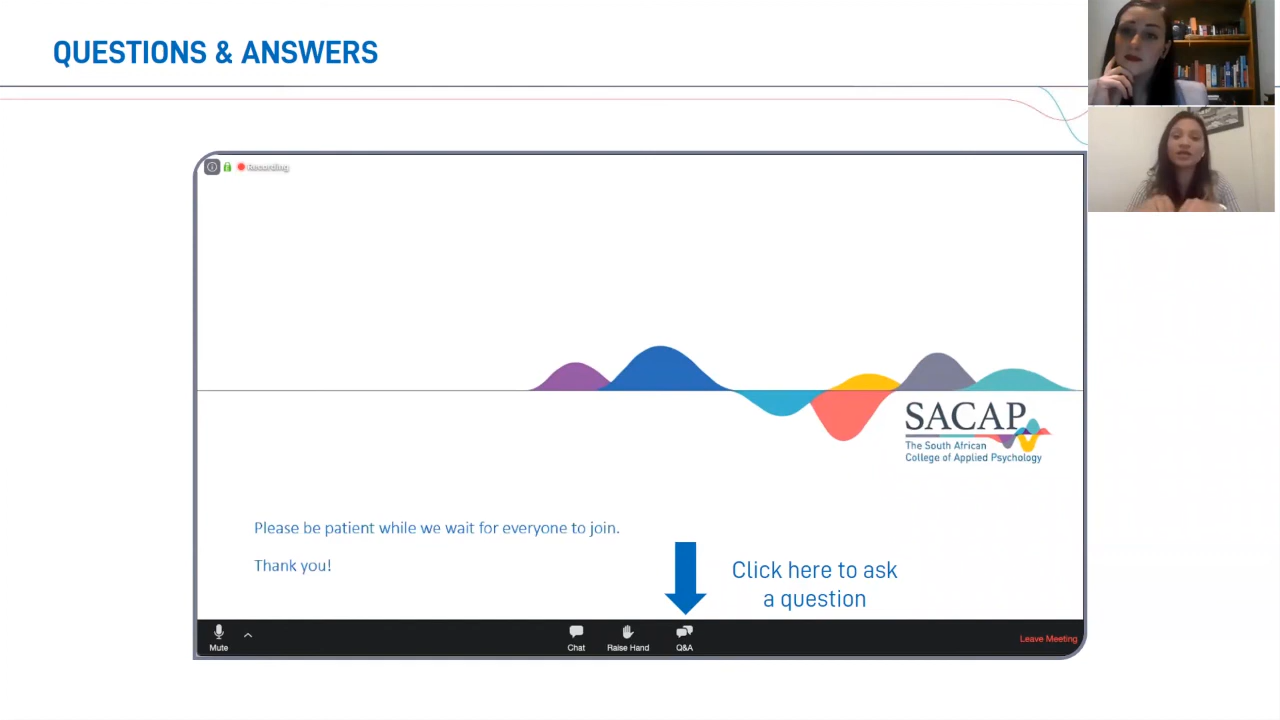 QUESTIONS & ANSWERS
Recording
SACAP
The South African
College of Applied Psychology
Please be patient while we wait for everyone to join.
Thank you!
Click here to ask
a question
Mute
Chat
Raise Hand
Q&A
Leave Meeting